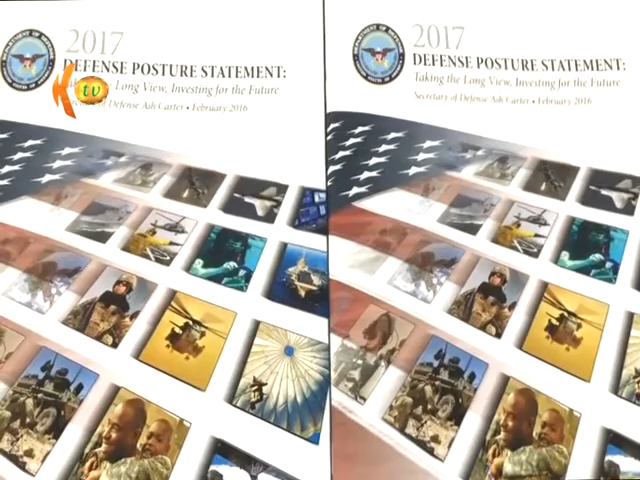 2017
DEFENSE POSTURE STATEMENT:
Long View, Investing for the Future
of Defense Ash Carter • February 2016
K tv
2017
DEFENSE POSTURE STATEMENT:
Taking the Long View, Investing for the Future
Secretary of Defense Ash Carter • February 2016